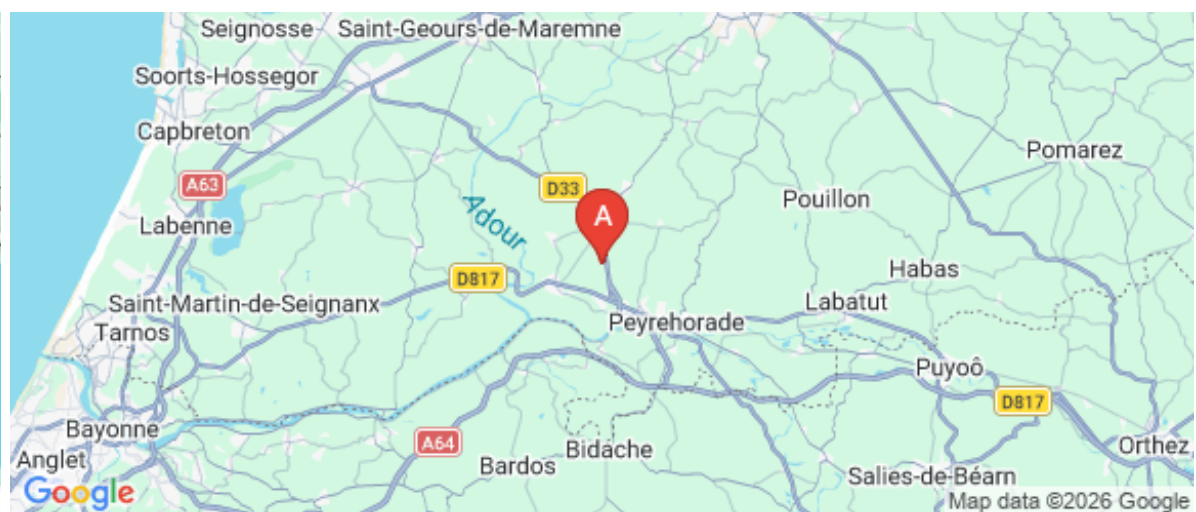 Seignosse
Saint-Geours-de-Maremne
Soorts-Hossegor
Capbreton
Pomarez
A63
D33
Pouillon
A
Labenne
Adour
D817
Habas
Saint-Martin-de-Seignanx
Labatut
Tarnos
Peyrehorade
Puyoô
D817
Bayonne
A64
Bidache
Orthez
Anglet
Bardos
Salies-de-Béarn
Google
Map data ©2026 Google